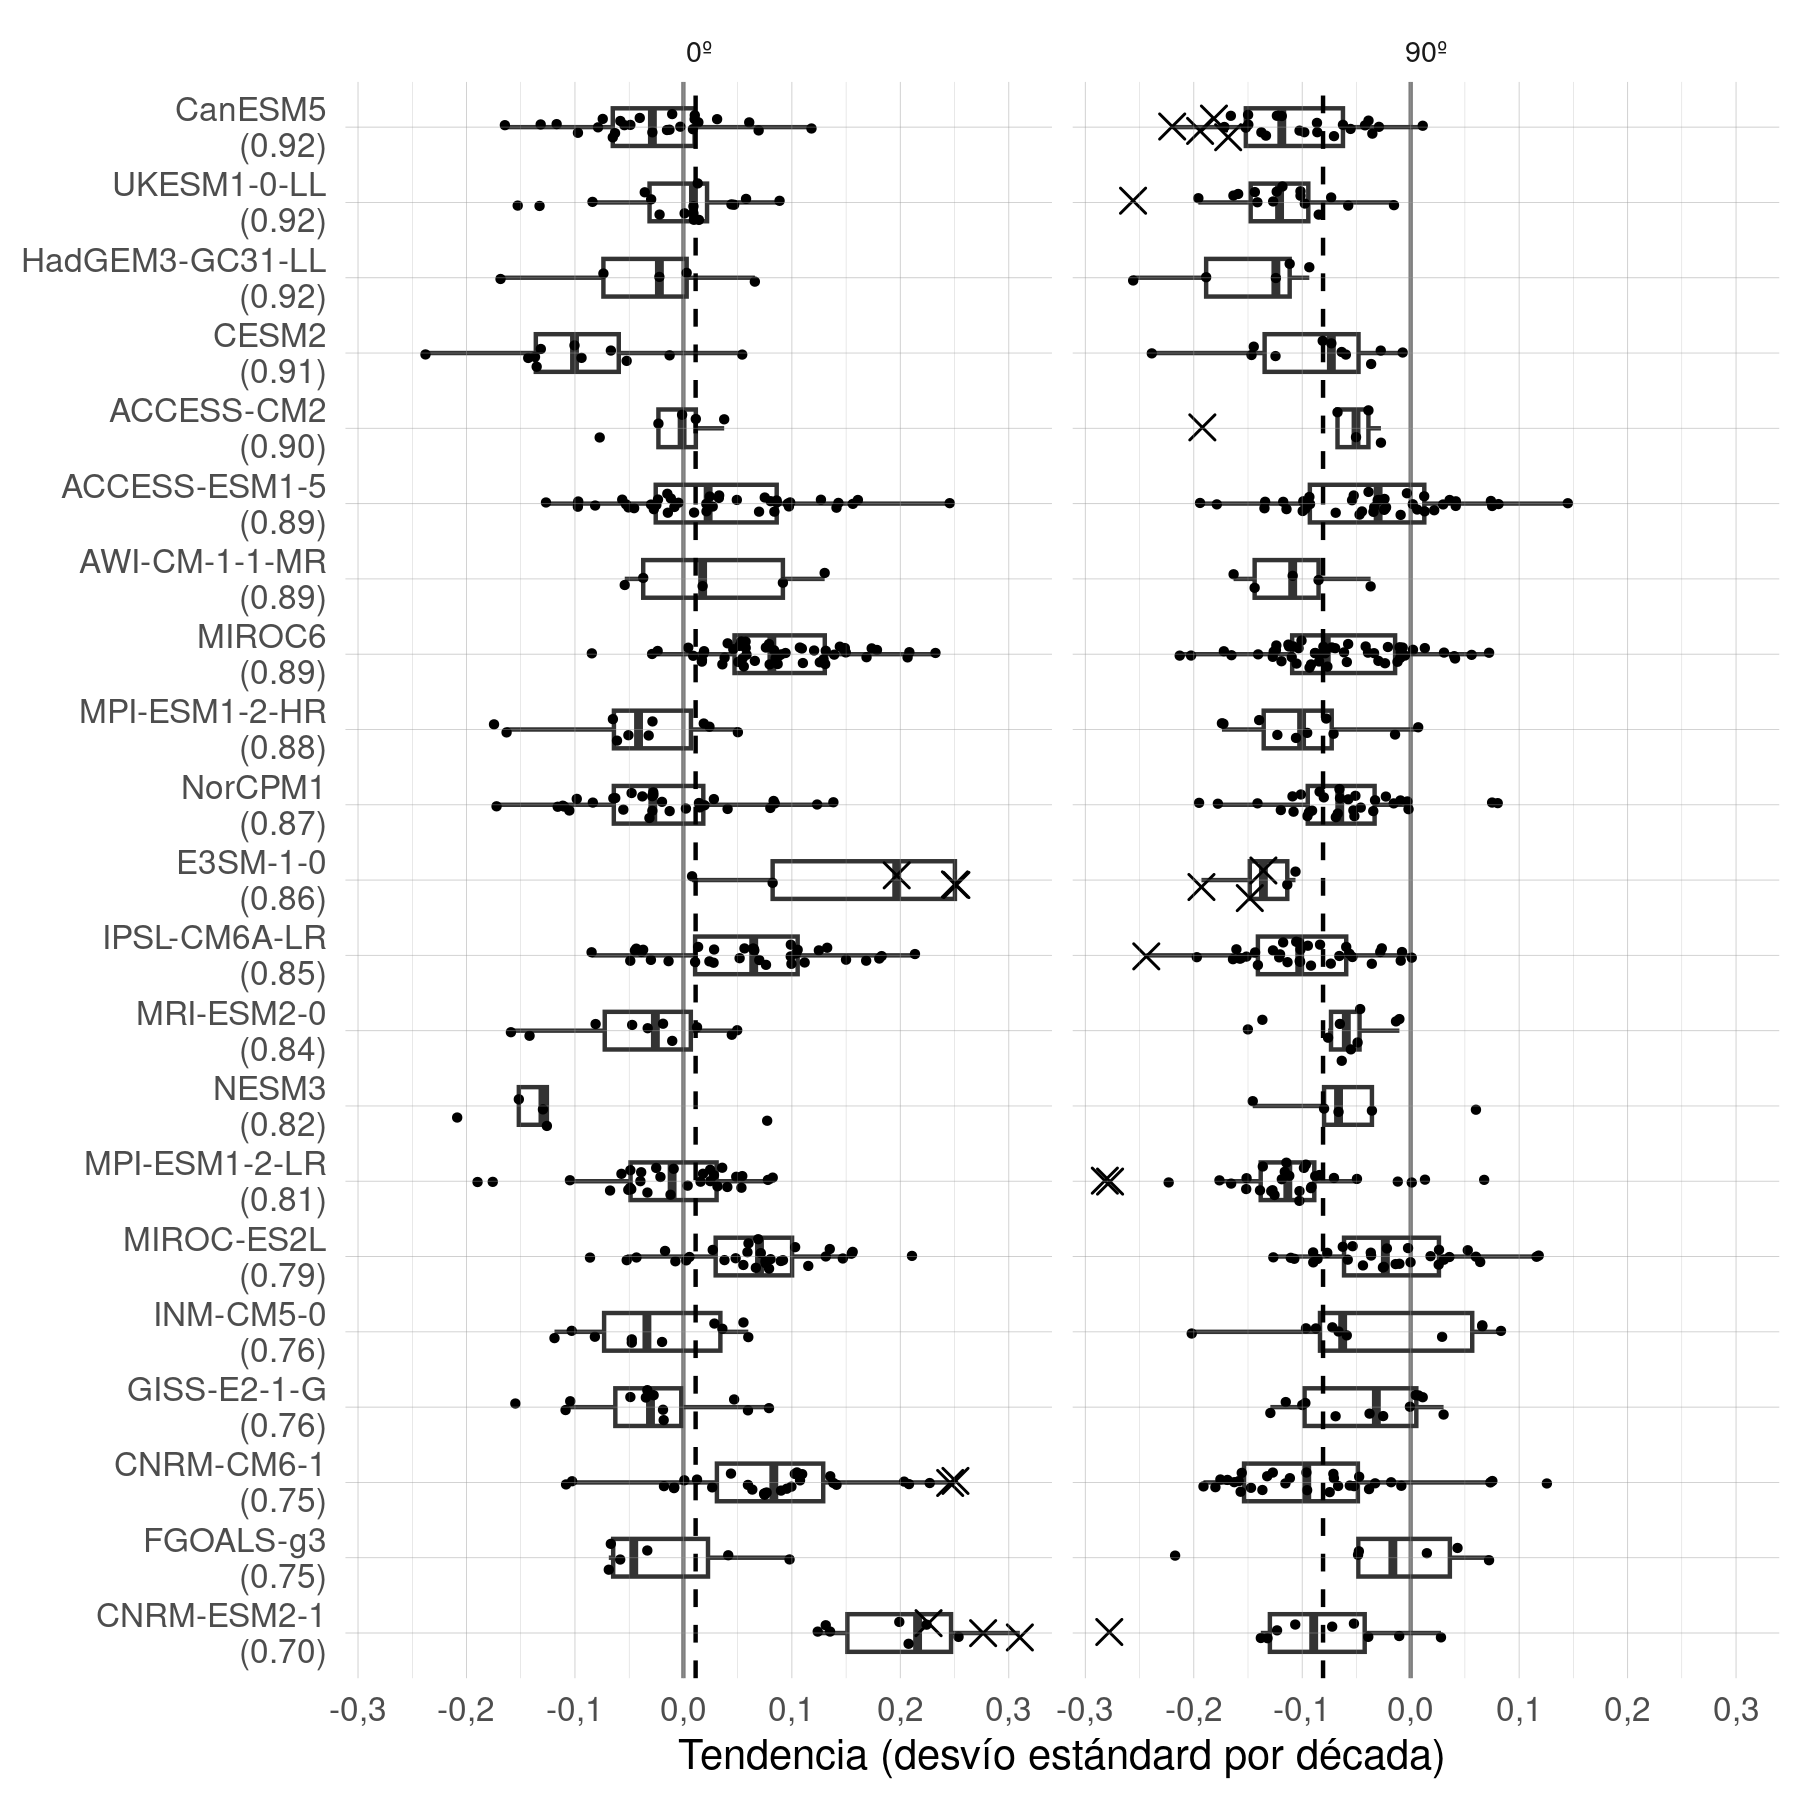 0º 90º
CanESM5
(0.92)
UKESM1-0-LL
(0.92)
HadGEM3-GC31-LL
(0.92)
CESM2
(0.91)
ACCESS-CM2
(0.90)
ACCESS-ESM1-5
(0.89)
AWI-CM-1-1-MR
(0.89)
MIROC6
(0.89)
MPI-ESM1-2-HR
(0.88)
NorCPM1
(0.87)
E3SM-1-0
(0.86)
IPSL-CM6A-LR
(0.85)
MRI-ESM2-0
(0.84)
NESM3
(0.82)
MPI-ESM1-2-LR
(0.81)
MIROC-ES2L
(0.79)
INM-CM5-0
(0.76)
GISS-E2-1-G
(0.76)
CNRM-CM6-1
(0.75)
FGOALS-g3
(0.75)
CNRM-ESM2-1
(0.70)
-0,3 -0,2 -0,1 0,0 0,1 0,2 0,3 -0,3 -0,2 -0,1 0,0 0,1 0,2 0,3
Tendencia (desvío estándard por década)